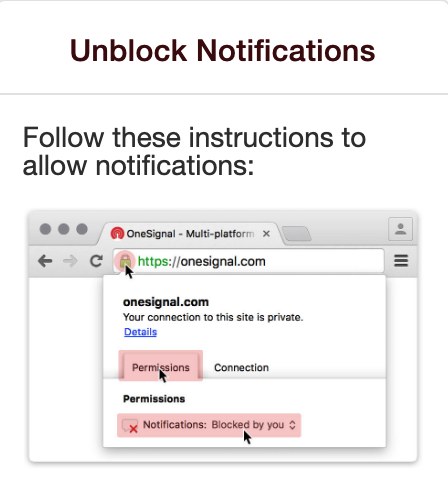 Unblock Notifications
Follow these instructions to
allow notifications:
OneSignal - Multi-platform
https://onesignal.com
onesignal.com
Your connection to this site is private.
Details
Permissions Connection
Permissions
Notifications: Blocked by you